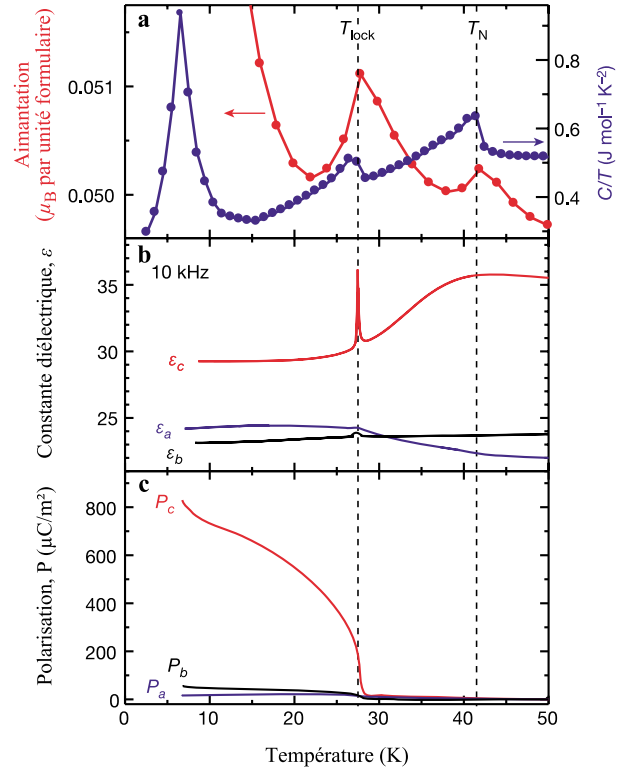 a
T_lock
T_N
Aimantation
(μ_B par unité formulaire)
0.051
0.050
0.8
0.6
0.4
C/T (J mol⁻¹ K⁻²)
b
10 kHz
Constante diélectrique, ε
35
30
24
ε_c
ε_a
ε_b
c
Polarisation, P (μC/m²)
800
600
400
200
0
P_c
P_b
P_a
0
10
20
30
40
50
Température (K)